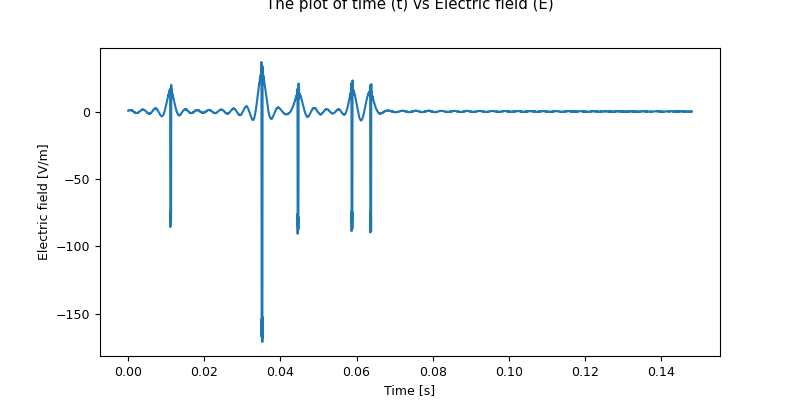 The plot of time (t) vs Electric field (E)
0
−50
−100
−150
Electric field [V/m]
0.00 0.02 0.04 0.06 0.08 0.10 0.12 0.14
Time [s]